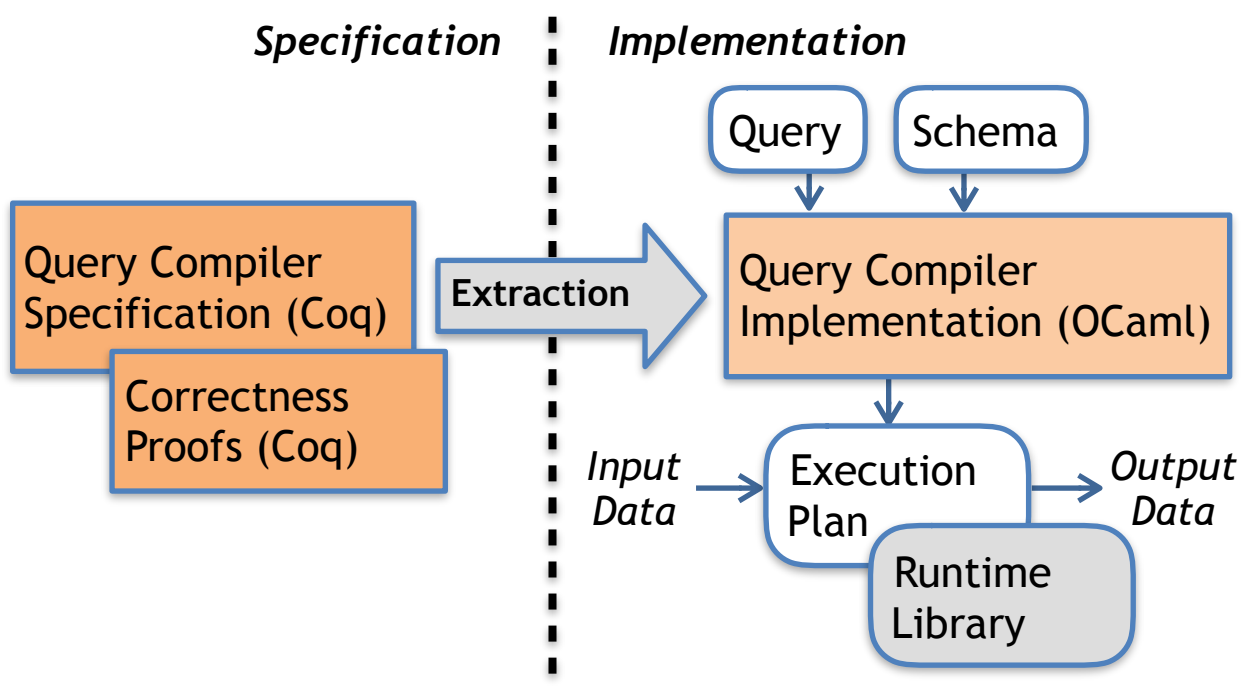 Specification
Implementation
Query
Schema
Query Compiler
Specification (Coq)
Correctness
Proofs (Coq)
Extraction
Query Compiler
Implementation (OCaml)
Input
Data
Execution
Plan
Output
Data
Runtime
Library